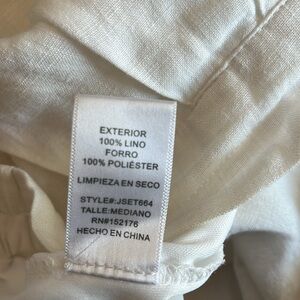 EXTERIOR
100% LINO
FORRO
100% POLIÉSTER
LIMPIEZA EN SECO
STYLE#:JSET664
TALLE:MEDIANO
RN#152176
HECHO EN CHINA